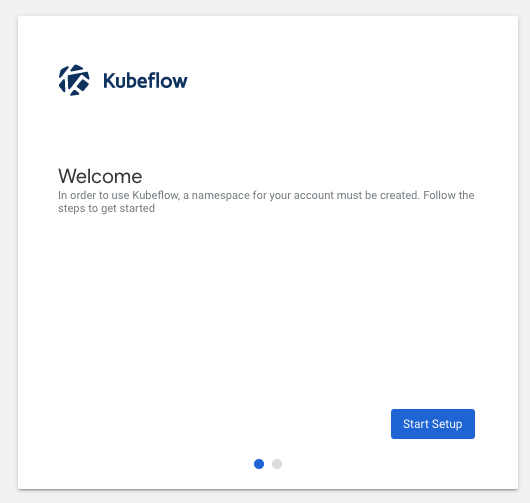 Kubeflow
Welcome
In order to use Kubeflow, a namespace for your account must be created. Follow the
steps to get started
Start Setup